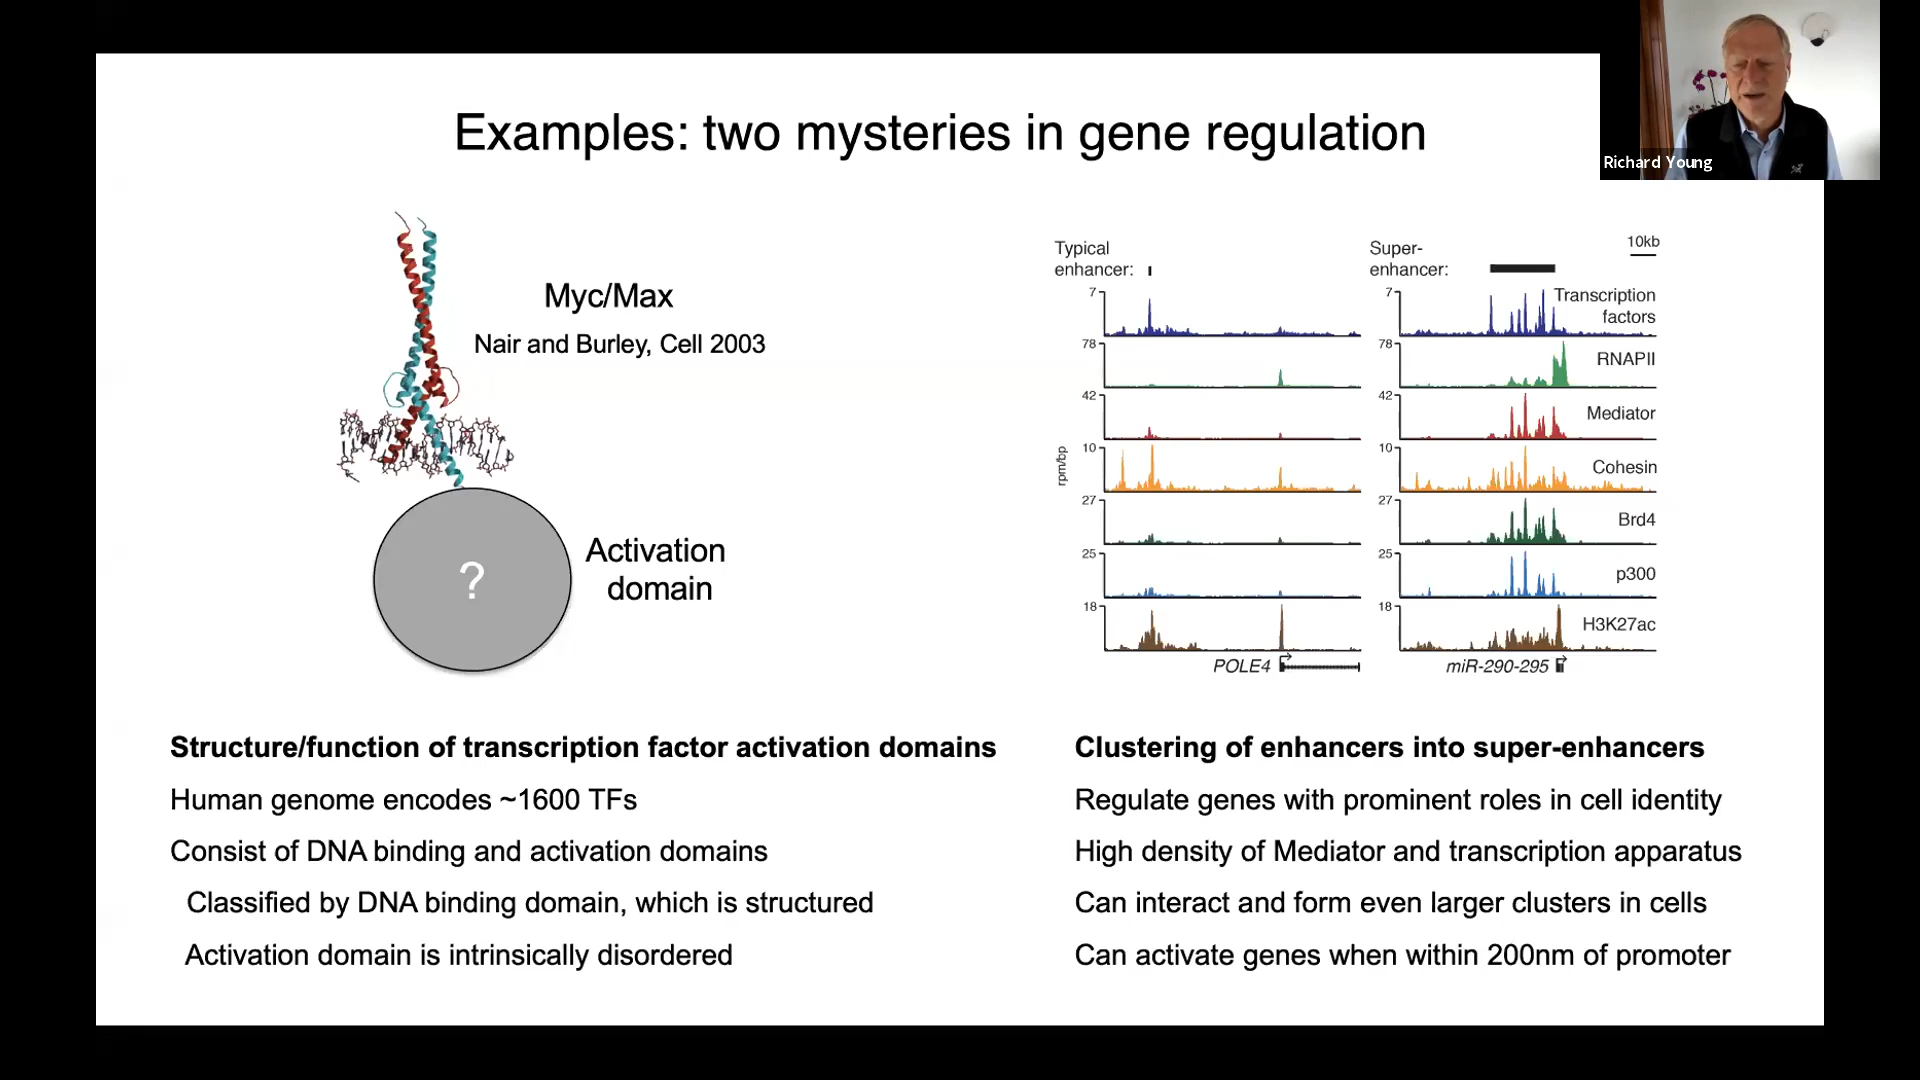 Examples: two mysteries in gene regulation
Richard Young
Myc/Max
Nair and Burley, Cell 2003
?
Activation
domain
Typical
enhancer:
Super-
enhancer:
10kb
7
7
Transcription
factors
78
78
RNAPII
42
42
Mediator
rpm/bp
10
10
Cohesin
27
27
Brd4
25
25
p300
18
18
H3K27ac
POLE4
miR-290-295
Structure/function of transcription factor activation domains
Human genome encodes ~1600 TFs
Consist of DNA binding and activation domains
Classified by DNA binding domain, which is structured
Activation domain is intrinsically disordered
Clustering of enhancers into super-enhancers
Regulate genes with prominent roles in cell identity
High density of Mediator and transcription apparatus
Can interact and form even larger clusters in cells
Can activate genes when within 200nm of promoter